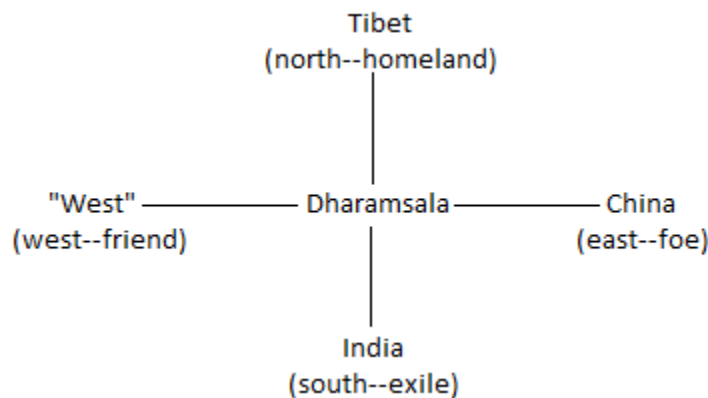 Tibet
(north--homeland)
"West" Dharamsala China
(west--friend) (east--foe)
India
(south--exile)